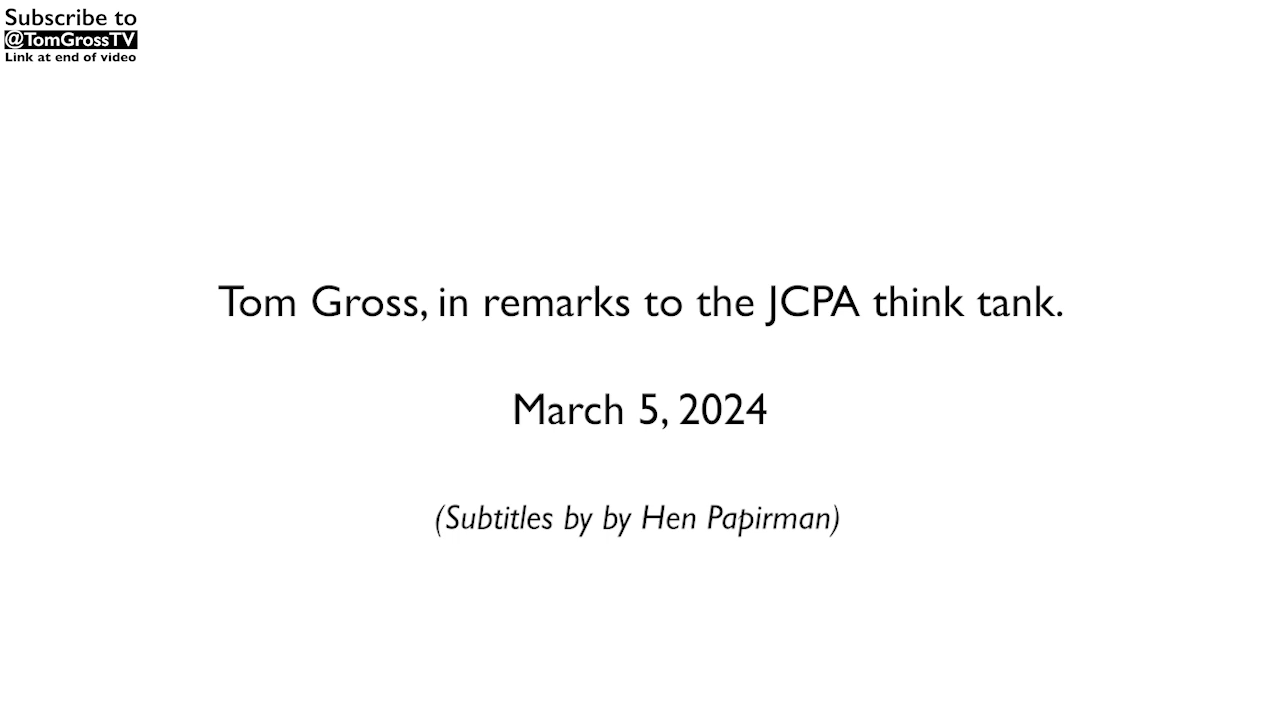 Subscribe to
@TomGrossTV
Link at end of video
Tom Gross, in remarks to the JCPA think tank.
March 5, 2024
(Subtitles by by Hen Papirman)